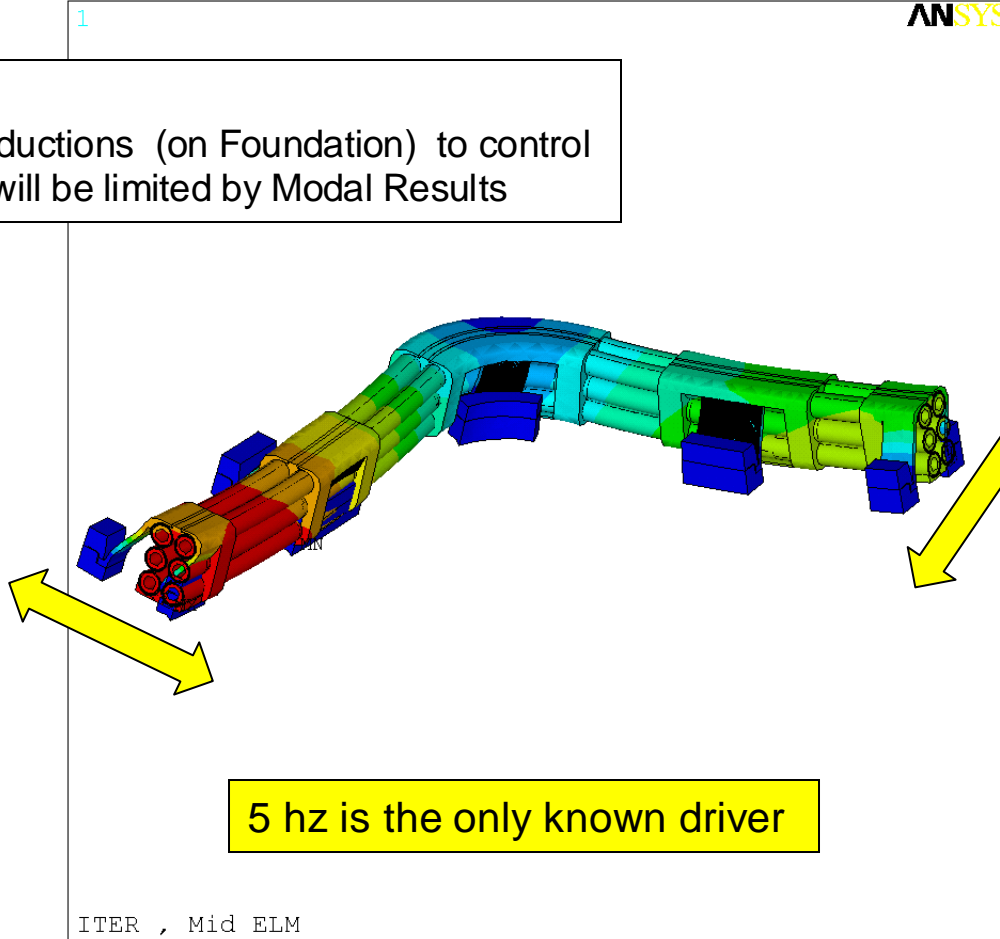 1
ANSYS
ductions (on Foundation) to control
will be limited by Modal Results
MN
5 hz is the only known driver
ITER , Mid ELM